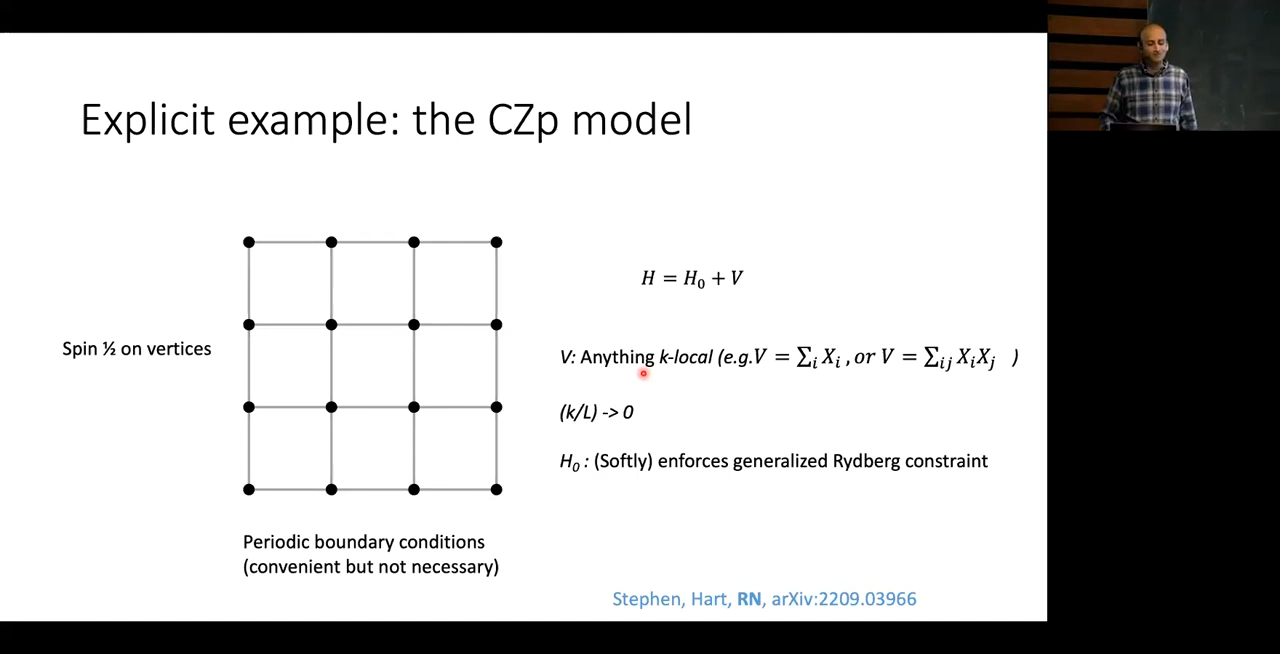 Explicit example: the CZp model
Spin ½ on vertices
H = H₀ + V
V: Anything k-local (e.g.V = ∑ᵢ Xᵢ , or V = ∑ᵢⱼ XᵢXⱼ )
(k/L) -> 0
H₀ : (Softly) enforces generalized Rydberg constraint
Periodic boundary conditions
(convenient but not necessary)
Stephen, Hart, RN, arXiv:2209.03966